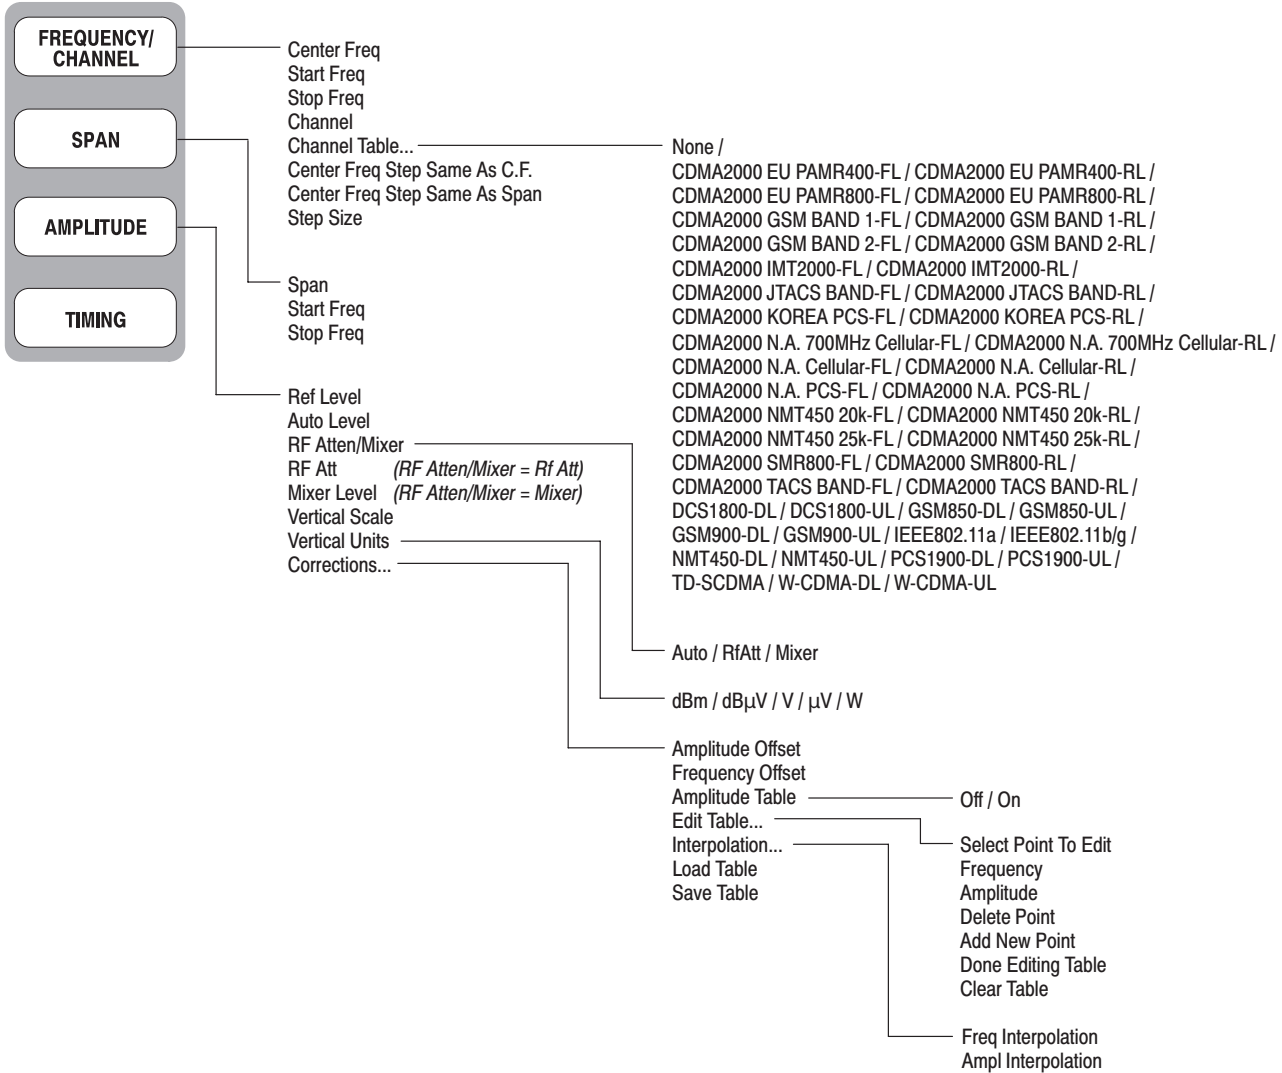 FREQUENCY/
CHANNEL
SPAN
AMPLITUDE
TIMING
Center Freq
Start Freq
Stop Freq
Channel
Channel Table...
Center Freq Step Same As C.F.
Center Freq Step Same As Span
Step Size
None /
CDMA2000 EU PAMR400-FL / CDMA2000 EU PAMR400-RL /
CDMA2000 EU PAMR800-FL / CDMA2000 EU PAMR800-RL /
CDMA2000 GSM BAND 1-FL / CDMA2000 GSM BAND 1-RL /
CDMA2000 GSM BAND 2-FL / CDMA2000 GSM BAND 2-RL /
CDMA2000 IMT2000-FL / CDMA2000 IMT2000-RL /
CDMA2000 JTACS BAND-FL / CDMA2000 JTACS BAND-RL /
CDMA2000 KOREA PCS-FL / CDMA2000 KOREA PCS-RL /
CDMA2000 N.A. 700MHz Cellular-FL / CDMA2000 N.A. 700MHz Cellular-RL /
CDMA2000 N.A. Cellular-FL / CDMA2000 N.A. Cellular-RL /
CDMA2000 N.A. PCS-FL / CDMA2000 N.A. PCS-RL /
CDMA2000 NMT450 20k-FL / CDMA2000 NMT450 20k-RL /
CDMA2000 NMT450 25k-FL / CDMA2000 NMT450 25k-RL /
CDMA2000 SMR800-FL / CDMA2000 SMR800-RL /
CDMA2000 TACS BAND-FL / CDMA2000 TACS BAND-RL /
DCS1800-DL / DCS1800-UL / GSM850-DL / GSM850-UL /
GSM900-DL / GSM900-UL / IEEE802.11a / IEEE802.11b/g /
NMT450-DL / NMT450-UL / PCS1900-DL / PCS1900-UL /
TD-SCDMA / W-CDMA-DL / W-CDMA-UL
Span
Start Freq
Stop Freq
Ref Level
Auto Level
RF Atten/Mixer
RF Att (RF Atten/Mixer = Rf Att)
Mixer Level (RF Atten/Mixer = Mixer)
Vertical Scale
Vertical Units
Corrections...
Auto / RfAtt / Mixer
dBm / dBµV / V / µV / W
Amplitude Offset
Frequency Offset
Amplitude Table
Edit Table...
Interpolation...
Load Table
Save Table
Off / On
Select Point To Edit
Frequency
Amplitude
Delete Point
Add New Point
Done Editing Table
Clear Table
Freq Interpolation
Ampl Interpolation